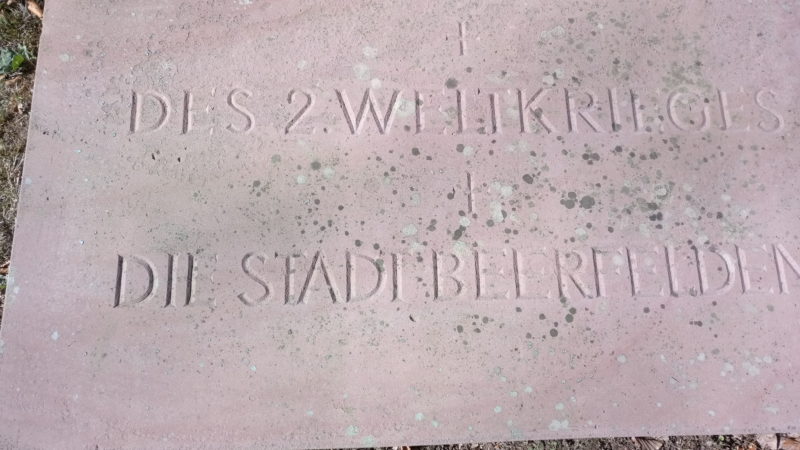 DES 2. WELTKRIEGES
DIE STADT BEERFELDEN